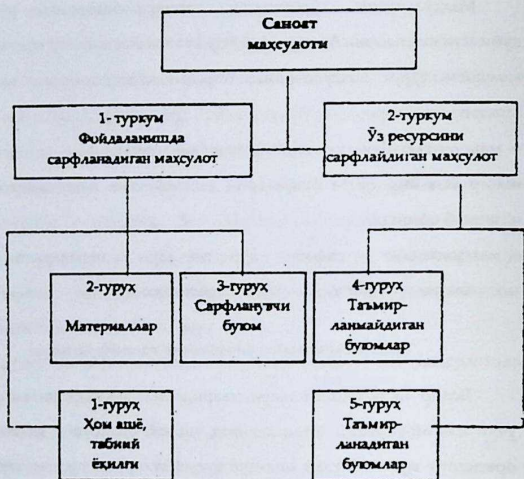 Саноат
маҳсулоти
1- туркум
Фойдаланишда
сарфланадиган маҳсулот
2-туркум
Ўз ресурсини
сарфлайдиган маҳсулот
2-гуруҳ
Материаллар
3-гуруҳ
Сарфланувчи
буюм
4-гуруҳ
Таъмир-
ланмайдиган
буюмлар
1-гуруҳ
Хом ашё,
табиий
ёқилғи
5-гуруҳ
Таъмир-
ланадиган
буюмлар